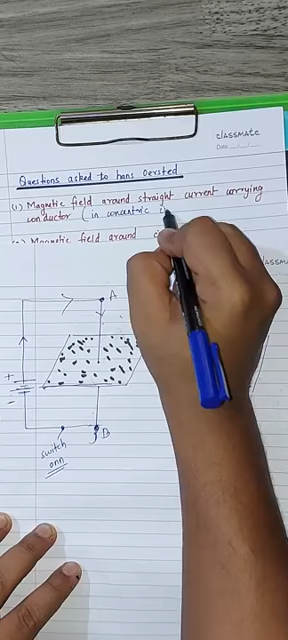 classmate
Date
Questions asked to hans Oersted
(1) Magnetic field around straight current carrying
conductor (in concentric
Magnetic field around
A
+
-
B
switch
onn